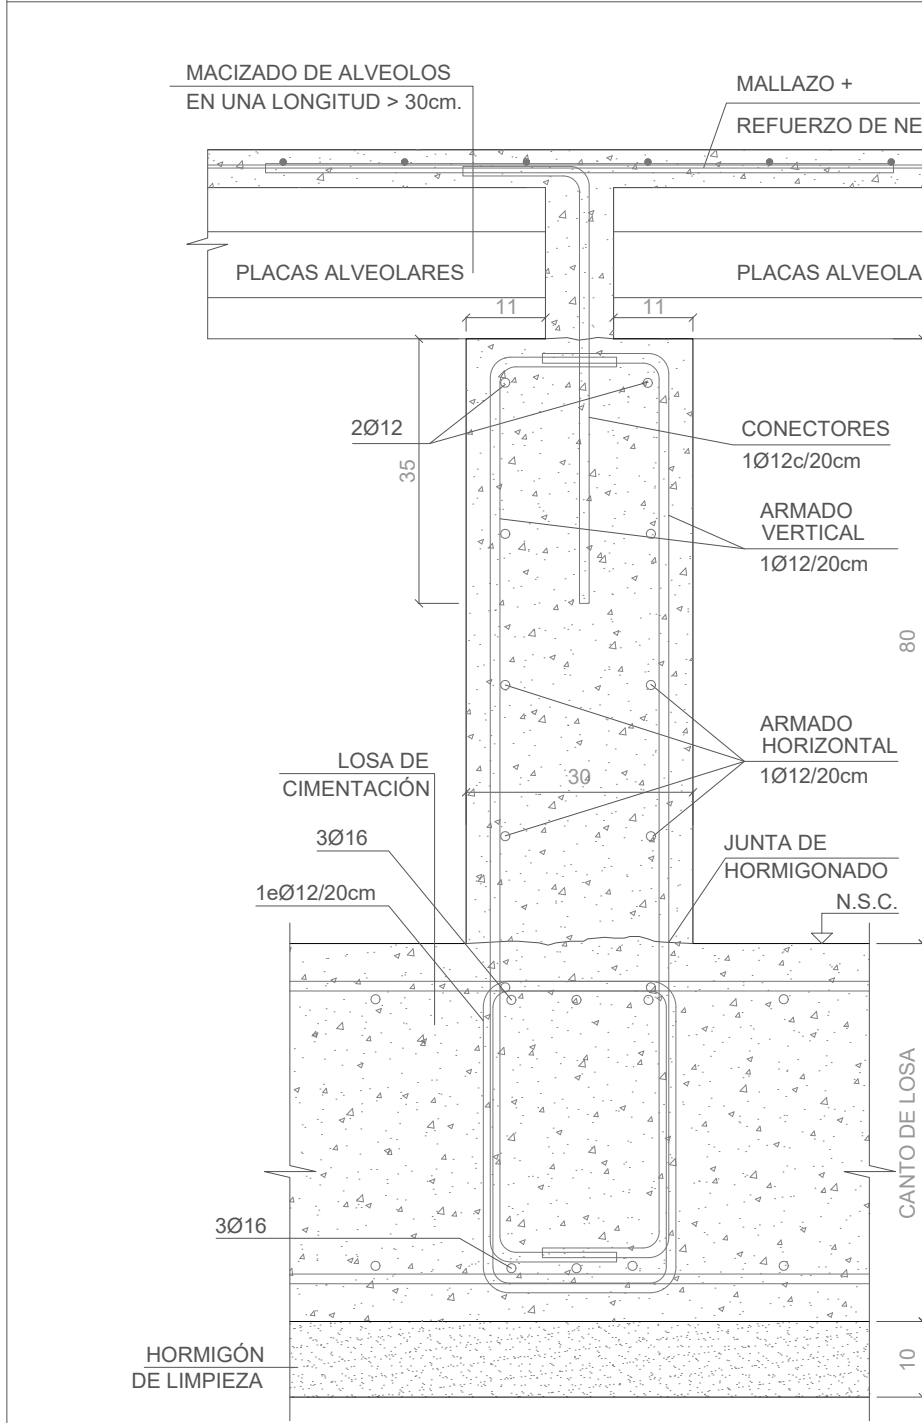 MACIZADO DE ALVEOLOS
EN UNA LONGITUD > 30cm.
MALLAZO +
REFUERZO DE NE
PLACAS ALVEOLARES
PLACAS ALVEOLA
11
11
2Ø12
35
CONECTORES
1Ø12c/20cm
ARMADO
VERTICAL
1Ø12/20cm
80
ARMADO
HORIZONTAL
1Ø12/20cm
LOSA DE
CIMENTACIÓN
30
3Ø16
1eØ12/20cm
JUNTA DE
HORMIGONADO
N.S.C.
CANTO DE LOSA
3Ø16
HORMIGÓN
DE LIMPIEZA
10